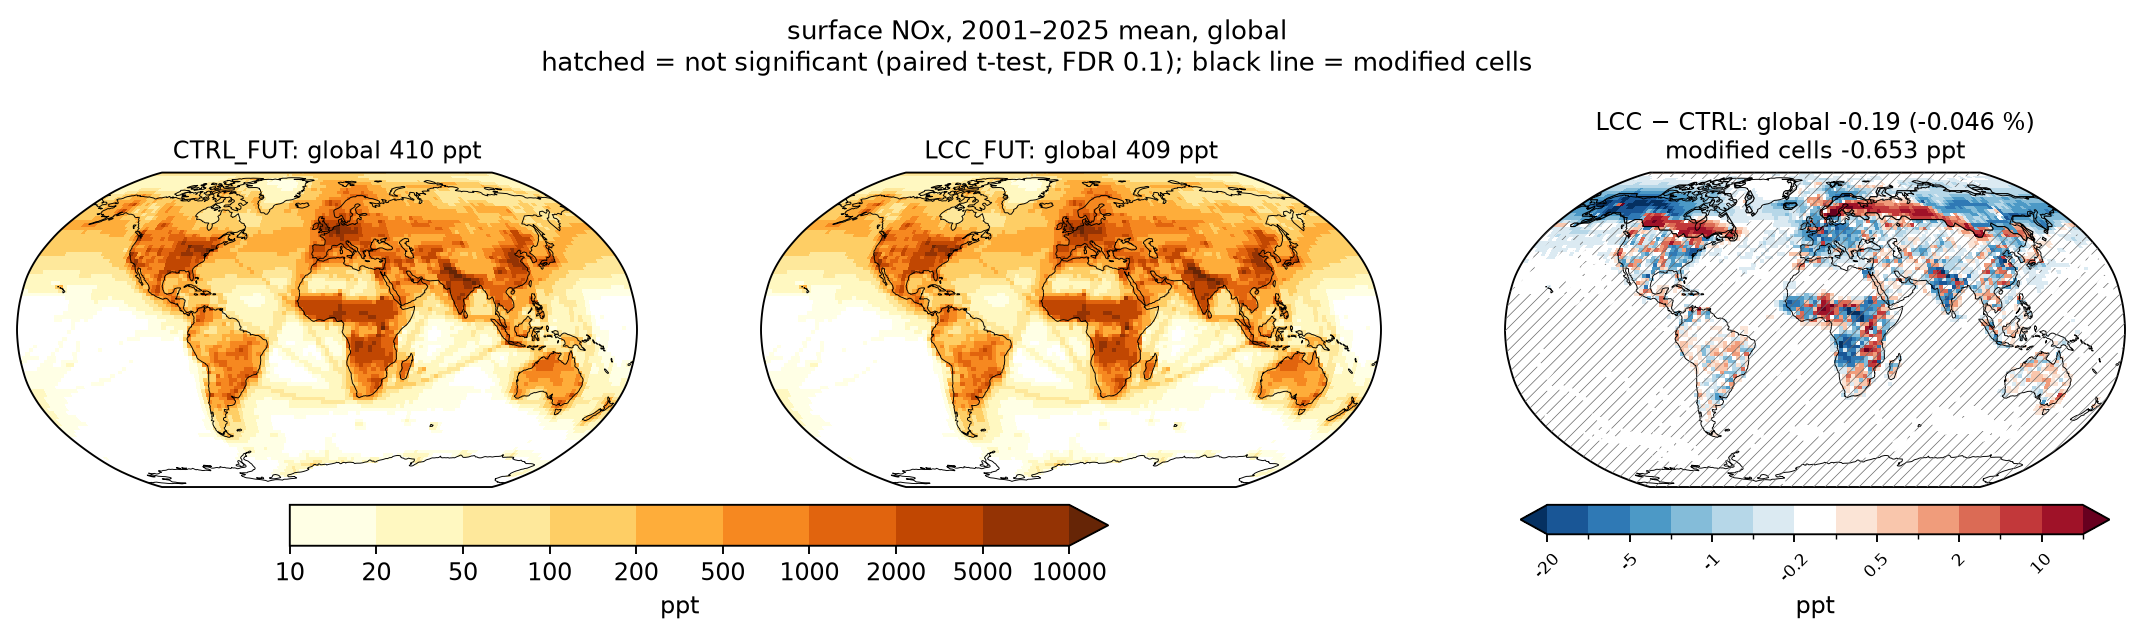 surface NOx, 2001–2025 mean, global
hatched = not significant (paired t-test, FDR 0.1); black line = modified cells
CTRL_FUT: global 410 ppt
LCC_FUT: global 409 ppt
LCC − CTRL: global -0.19 (-0.046 %)
modified cells -0.653 ppt
10 20 50 100 200 500 1000 2000 5000 10000
ppt
-20 -5 -1 -0.2 0.5 2 10
ppt